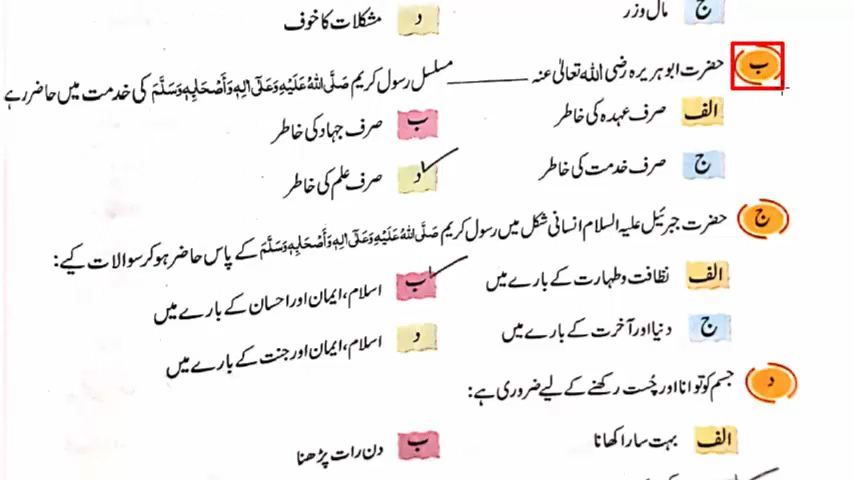 ج مال وزر د مشکلات کا خوف
ب حضرت ابوہریرہ رضی اللہ تعالیٰ عنہ ________ مسلسل رسول کریم صَلَّی اللہُ عَلَیْہِ وَعَلٰٓی اٰلِہٖ وَاَصْحَابِہٖ وَسَلَّمَ کی خدمت میں حاضر رہے
الف صرف عہدہ کی خاطر ب صرف جہاد کی خاطر
ج صرف خدمت کی خاطر د صرف علم کی خاطر
ج حضرت جبرئیل علیہ السلام انسانی شکل میں رسول کریم صَلَّی اللہُ عَلَیْہِ وَعَلٰٓی اٰلِہٖ وَاَصْحَابِہٖ وَسَلَّمَ کے پاس حاضر ہو کر سوالات کیے:
الف نظافت و طہارت کے بارے میں ب اسلام، ایمان اور احسان کے بارے میں
ج دنیا اور آخرت کے بارے میں د اسلام، ایمان اور جنت کے بارے میں
د جسم کو توانا اور چُست رکھنے کے لیے ضروری ہے:
الف بہت سارا کھانا ب دن رات پڑھنا